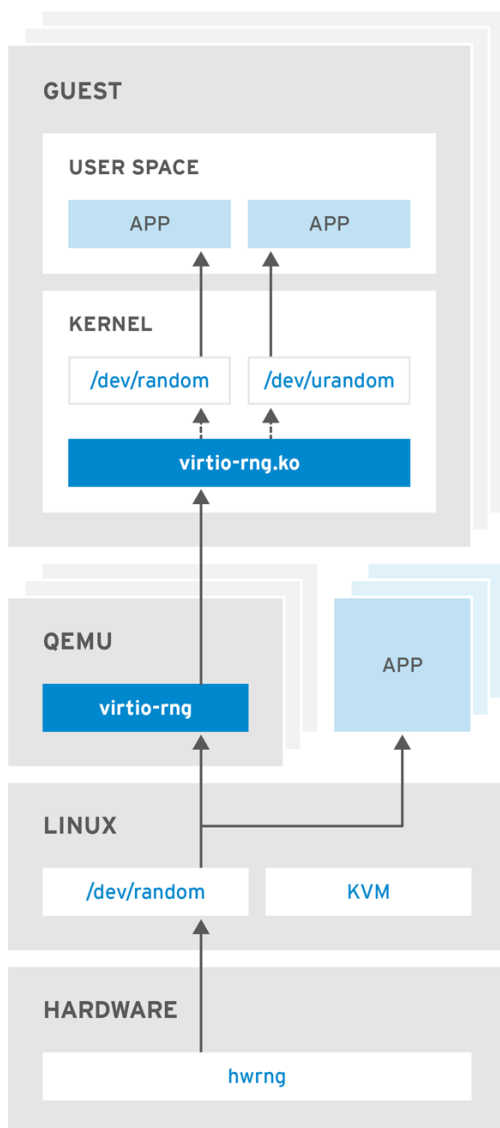 GUEST
USER SPACE
APP
APP
KERNEL
/dev/random
/dev/urandom
virtio-rng.ko
QEMU
virtio-rng
APP
LINUX
/dev/random
KVM
HARDWARE
hwrng